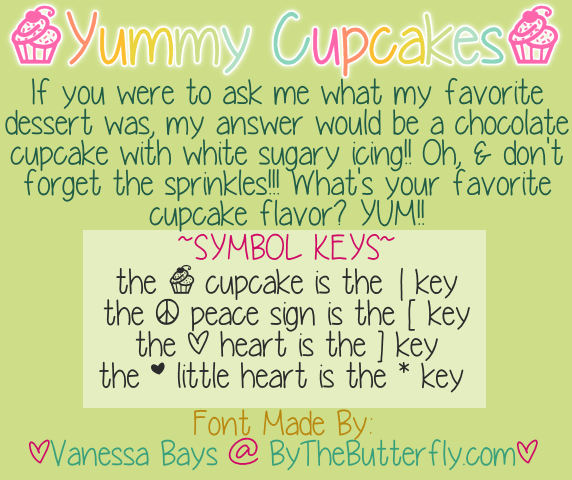 Yummy Cupcakes
If you were to ask me what my favorite
dessert was, my answer would be a chocolate
cupcake with white sugary icing!! Oh, & don't
forget the sprinkles!!! What's your favorite
cupcake flavor? YUM!!
~SYMBOL KEYS~
the 🧁 cupcake is the | key
the ☮ peace sign is the [ key
the ♡ heart is the ] key
the ♥ little heart is the * key
Font Made By:
♡Vanessa Bays @ ByTheButterfly.com♡